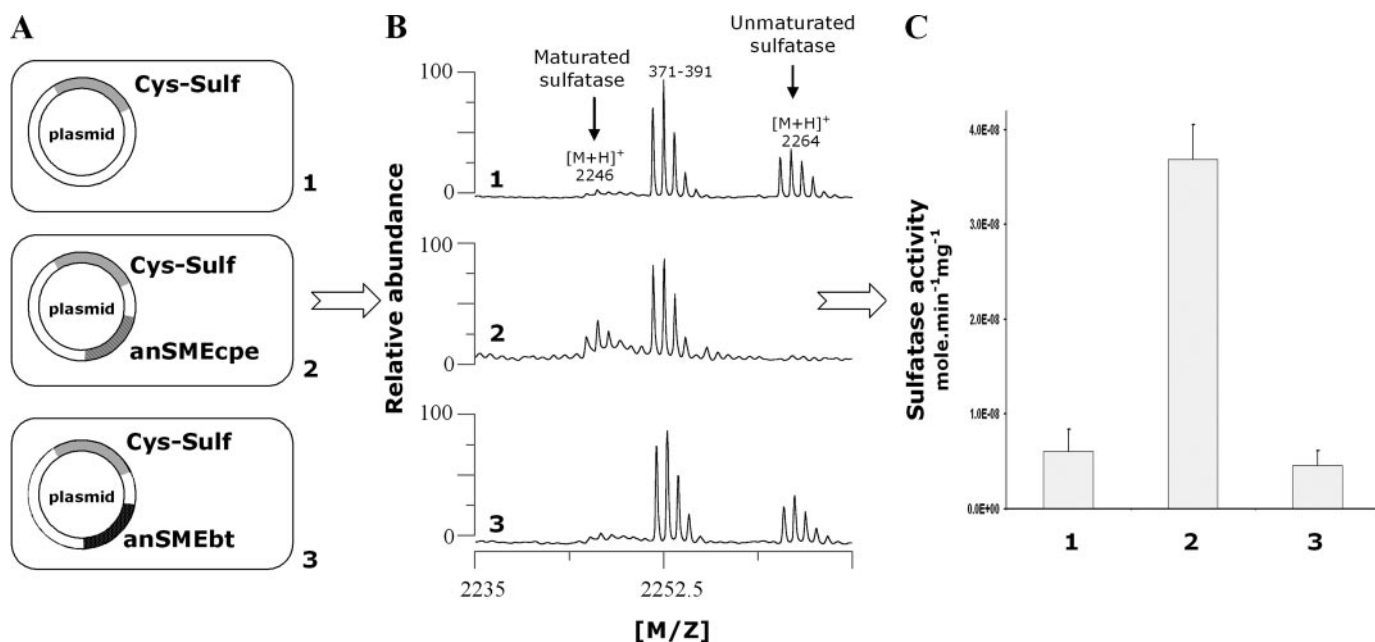 A
Cys-Sulf
plasmid
1
Cys-Sulf
plasmid
anSMEcpe
2
Cys-Sulf
plasmid
anSMEbt
3
B
Relative abundance
Maturated
sulfatase
[M+H]+
2246
371-391
Unmaturated
sulfatase
[M+H]+
2264
100
0
1
100
0
2
100
0
3
2235
2252.5
[M/Z]
C
Sulfatase activity
mole.min-1mg-1
4.0E-08
3.0E-08
2.0E-08
1.0E-08
0.0E+00
1
2
3